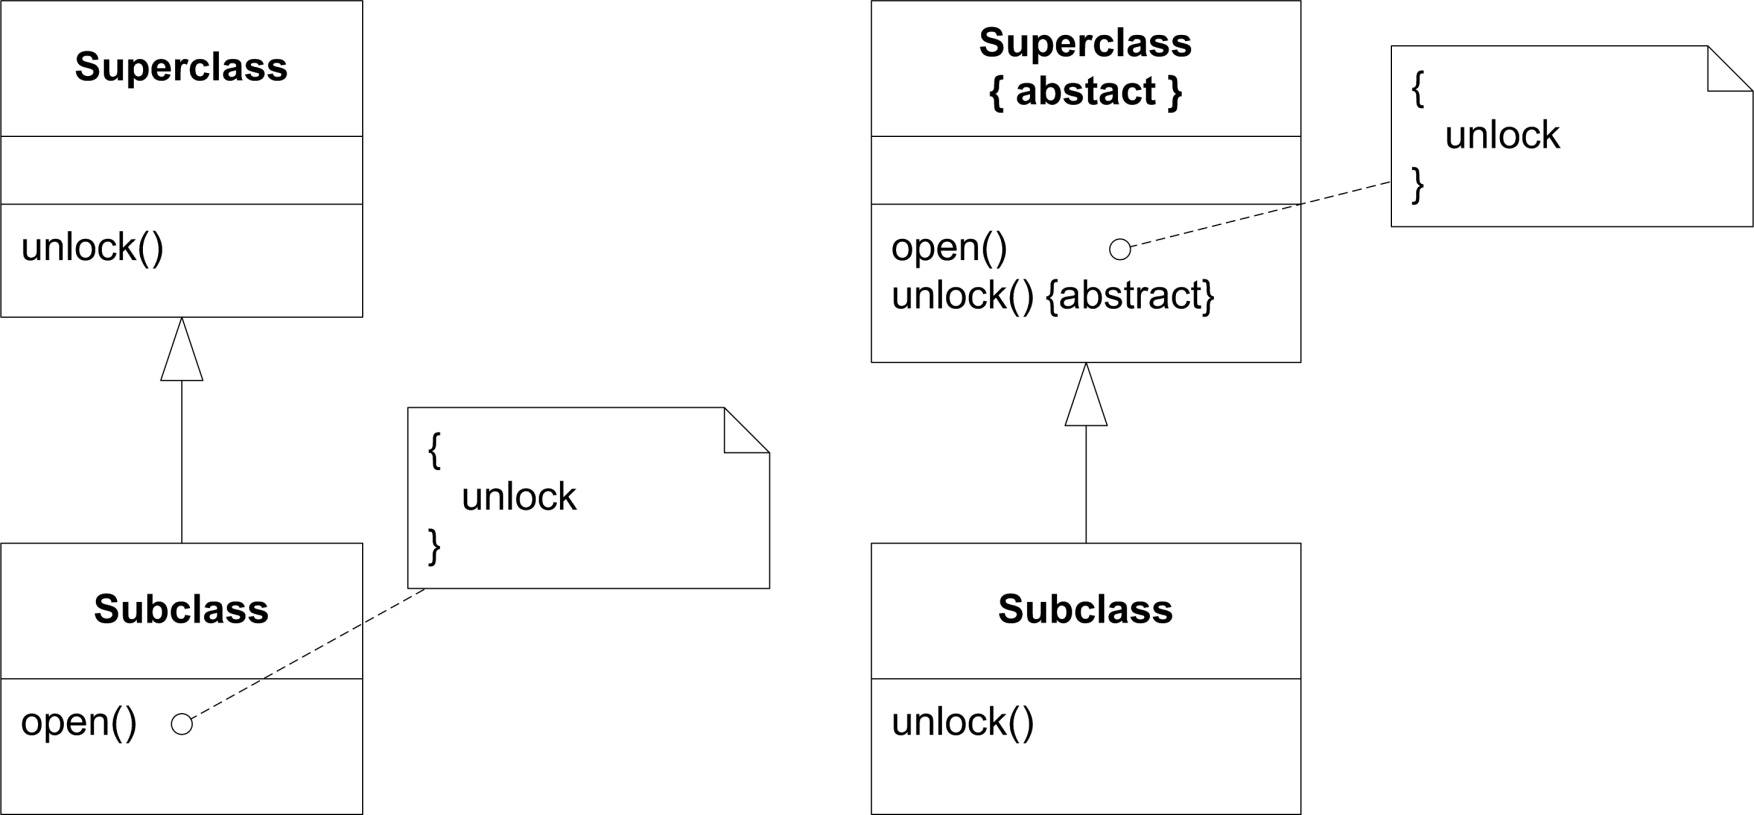 Superclass
unlock()
{
unlock
}
Subclass
open()
Superclass
{ abstact }
open()
unlock() {abstract}
{
unlock
}
Subclass
unlock()